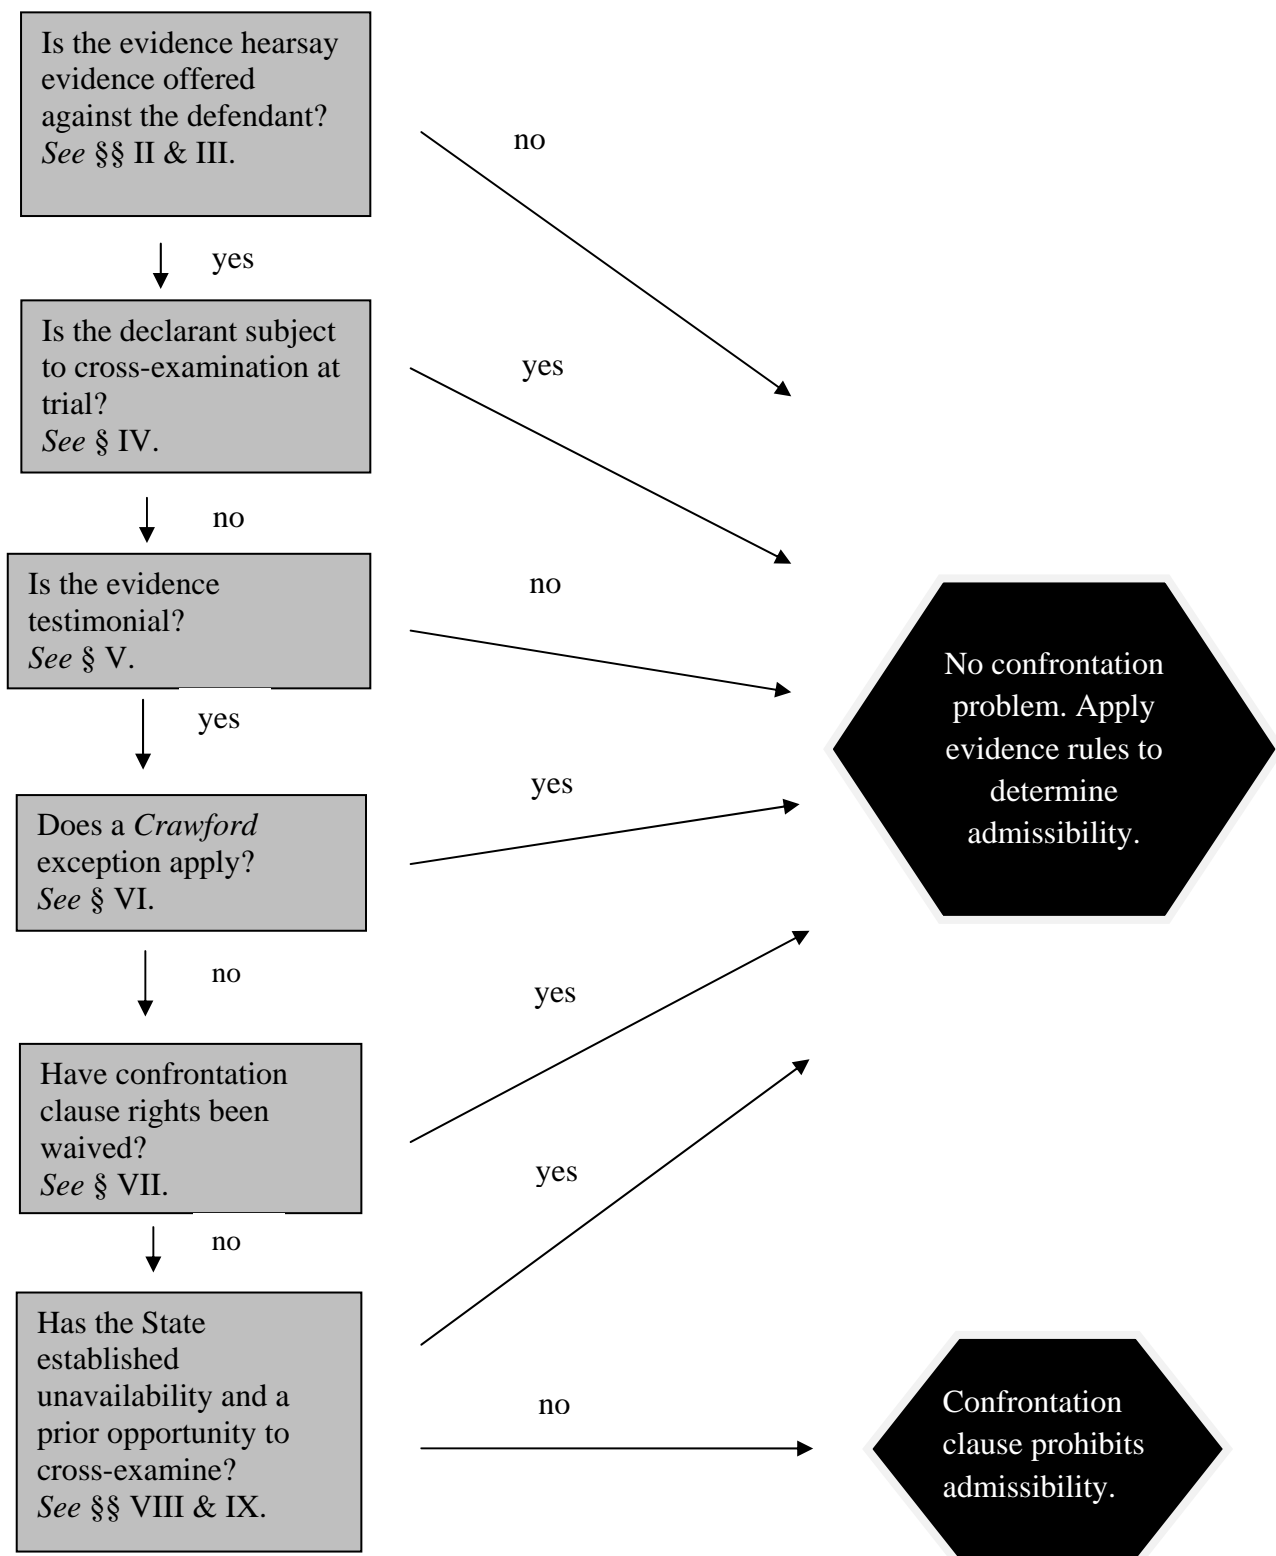 Is the evidence hearsay
evidence offered
against the defendant?
See §§ II & III.
no
yes
Is the declarant subject
to cross-examination at
trial?
See § IV.
yes
no
Is the evidence
testimonial?
See § V.
no
yes
Does a Crawford
exception apply?
See § VI.
yes
no
Have confrontation
clause rights been
waived?
See § VII.
yes
no
Has the State
established
unavailability and a
prior opportunity to
cross-examine?
See §§ VIII & IX.
yes
no
No confrontation
problem. Apply
evidence rules to
determine
admissibility.
Confrontation
clause prohibits
admissibility.